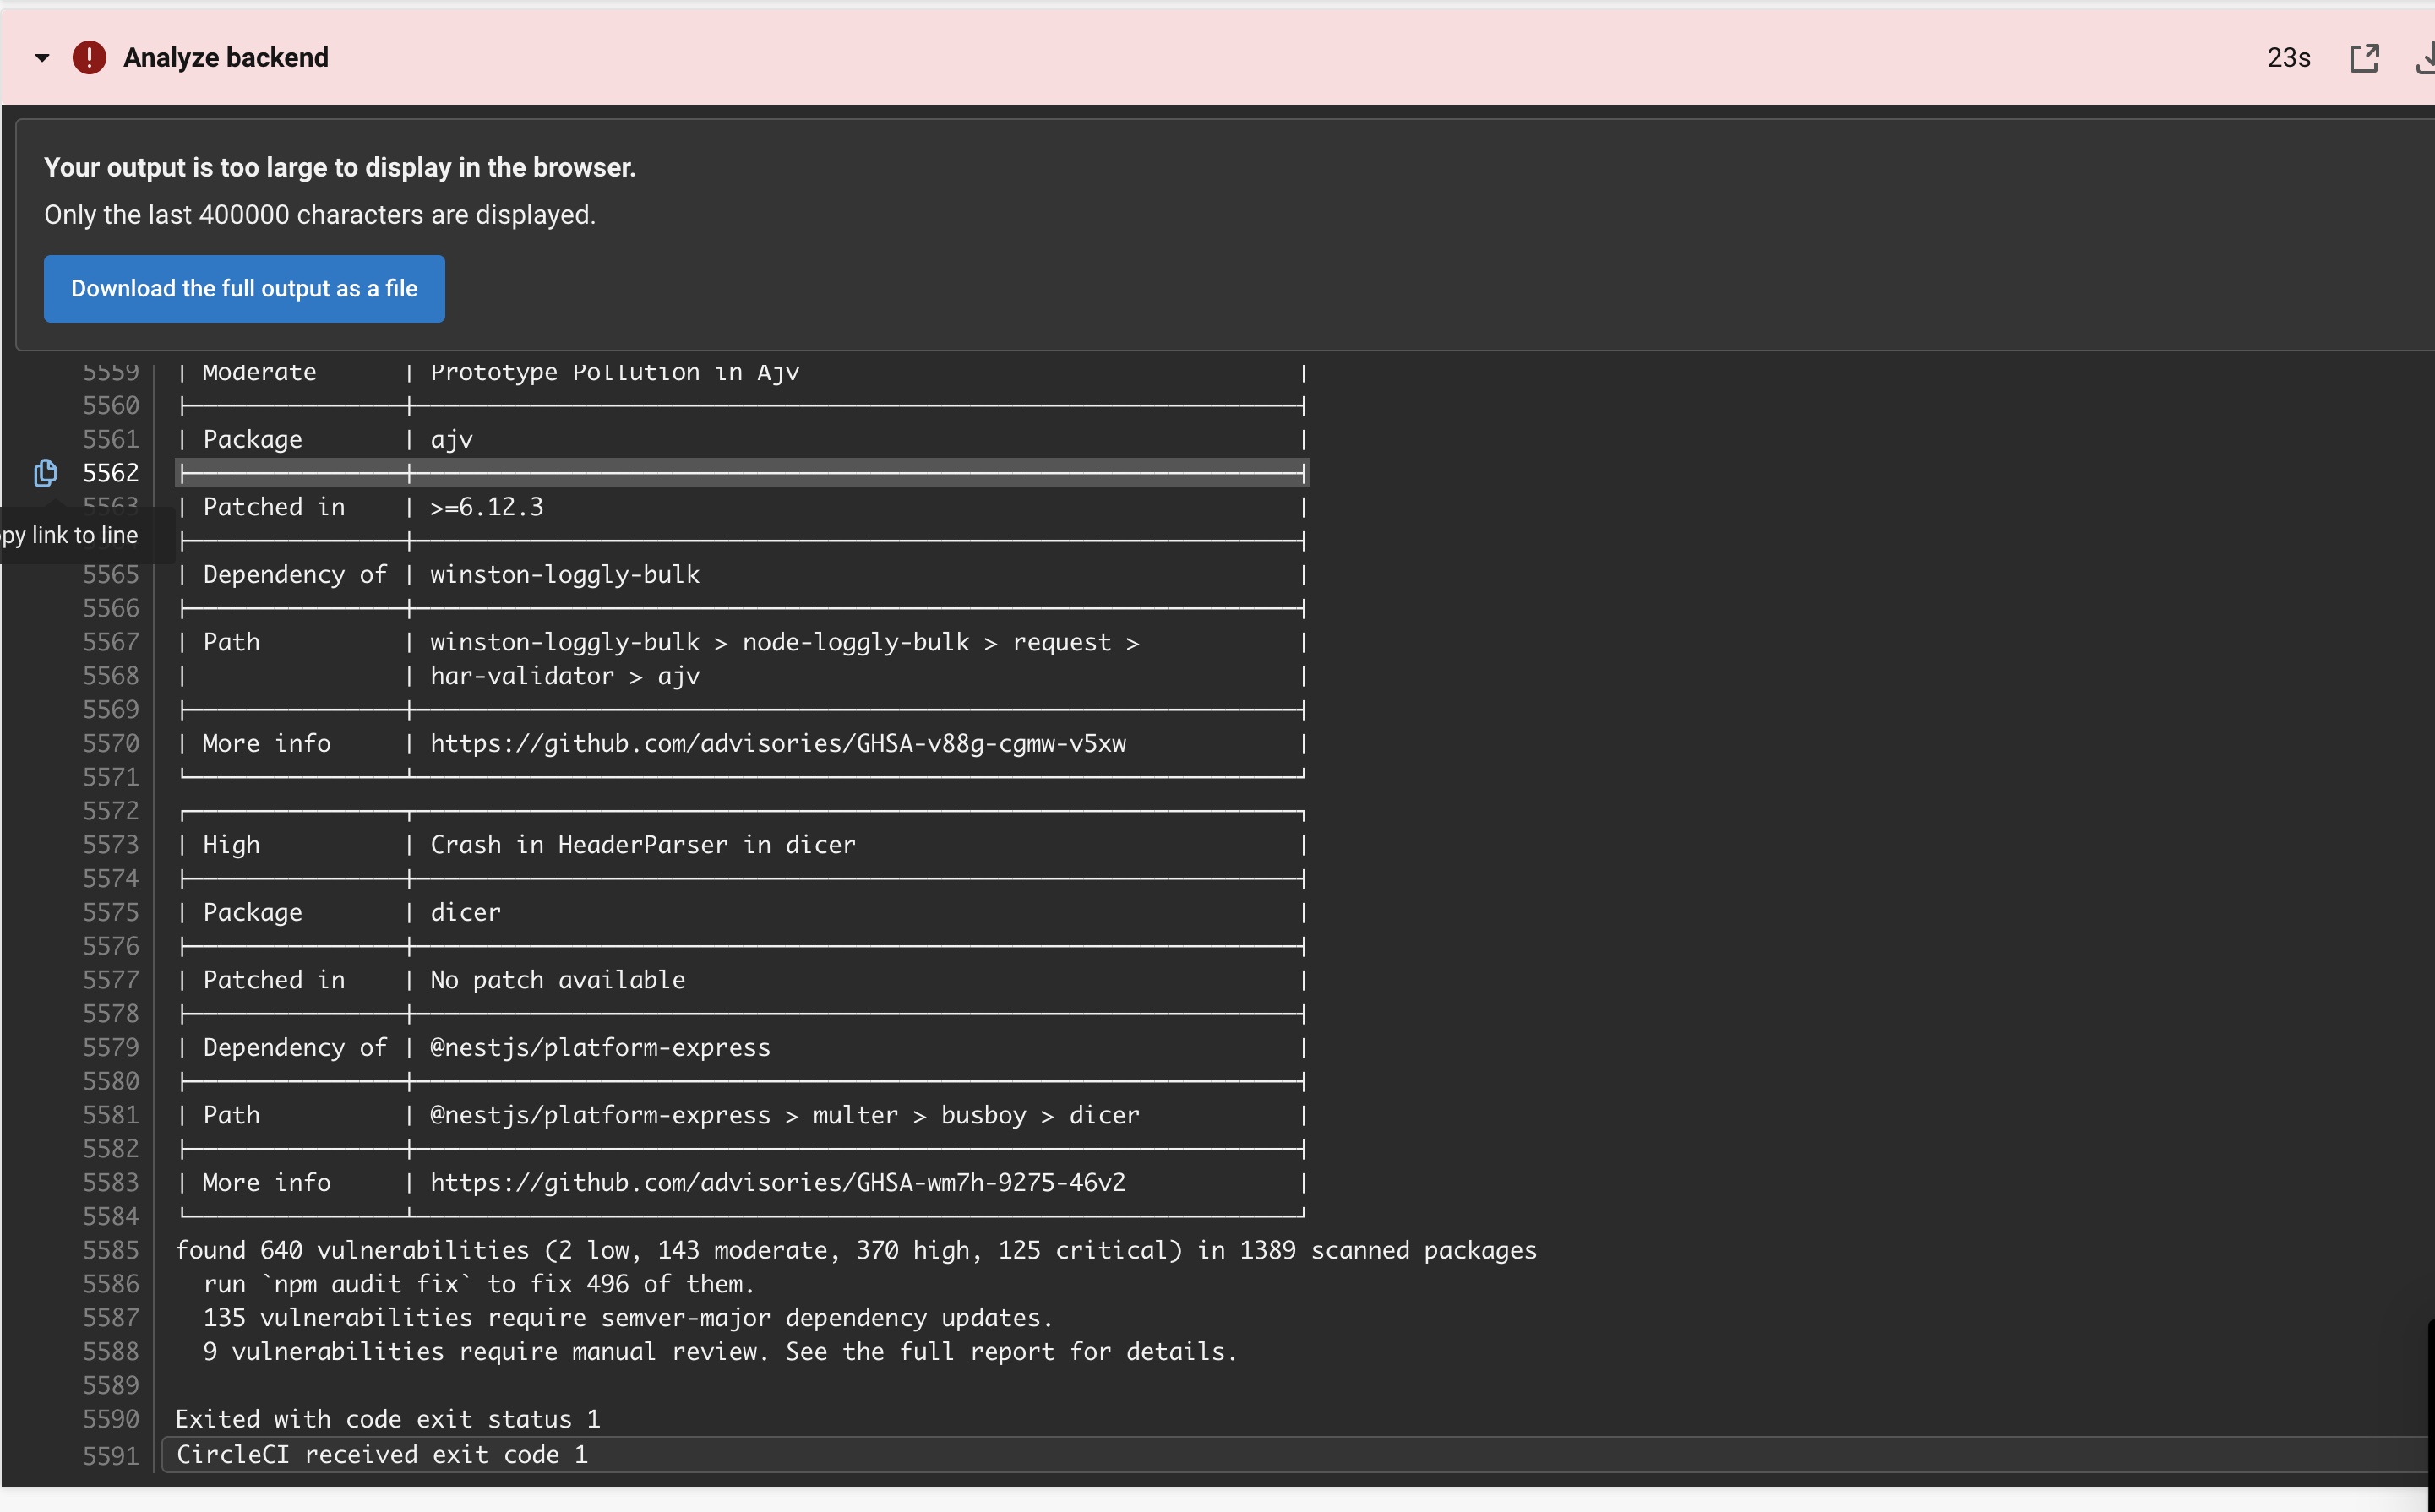 Analyze backend
23s
Your output is too large to display in the browser.
Only the last 400000 characters are displayed.
Download the full output as a file
5559 | Moderate | Prototype Pollution in Ajv |
5560
5561 | Package | ajv |
5562
5563 | Patched in | >=6.12.3 |
py link to line
5565 | Dependency of | winston-loggly-bulk |
5566
5567 | Path | winston-loggly-bulk > node-loggly-bulk > request > |
5568 | | har-validator > ajv |
5569
5570 | More info | https://github.com/advisories/GHSA-v88g-cgmw-v5xw |
5571
5572
5573 | High | Crash in HeaderParser in dicer |
5574
5575 | Package | dicer |
5576
5577 | Patched in | No patch available |
5578
5579 | Dependency of | @nestjs/platform-express |
5580
5581 | Path | @nestjs/platform-express > multer > busboy > dicer |
5582
5583 | More info | https://github.com/advisories/GHSA-wm7h-9275-46v2 |
5584
5585 found 640 vulnerabilities (2 low, 143 moderate, 370 high, 125 critical) in 1389 scanned packages
5586 run `npm audit fix` to fix 496 of them.
5587 135 vulnerabilities require semver-major dependency updates.
5588 9 vulnerabilities require manual review. See the full report for details.
5589
5590 Exited with code exit status 1
5591 CircleCI received exit code 1